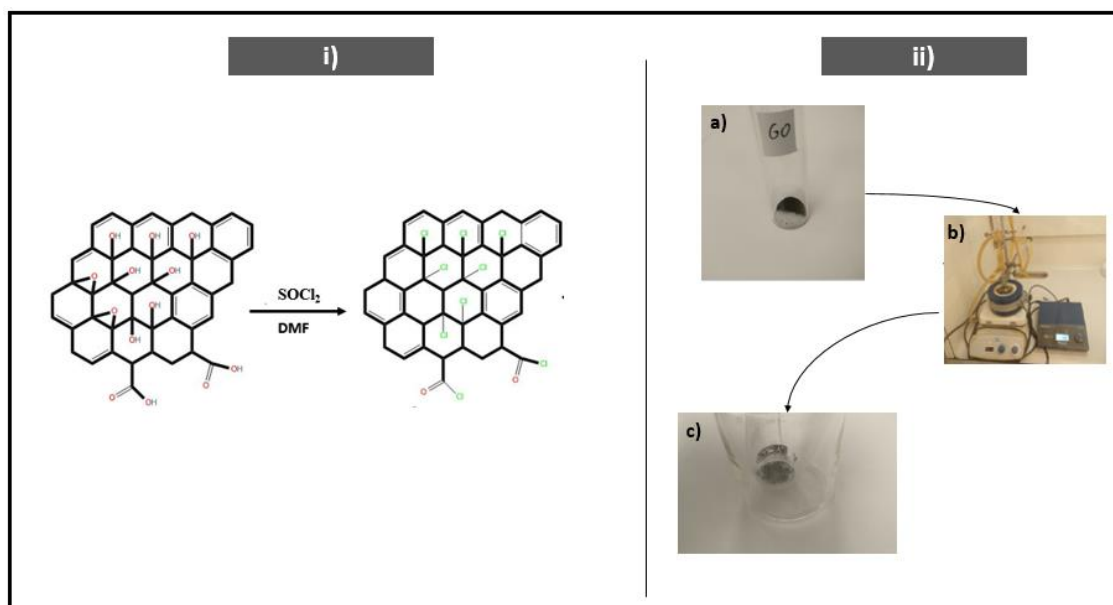 i)
ii)
a)
GO
b)
OH OH OH
O OH OH
O OH
OH
OH
O OH
O
SOCl₂
DMF
Cl Cl Cl
Cl Cl
Cl
Cl
Cl
O
O Cl
c)